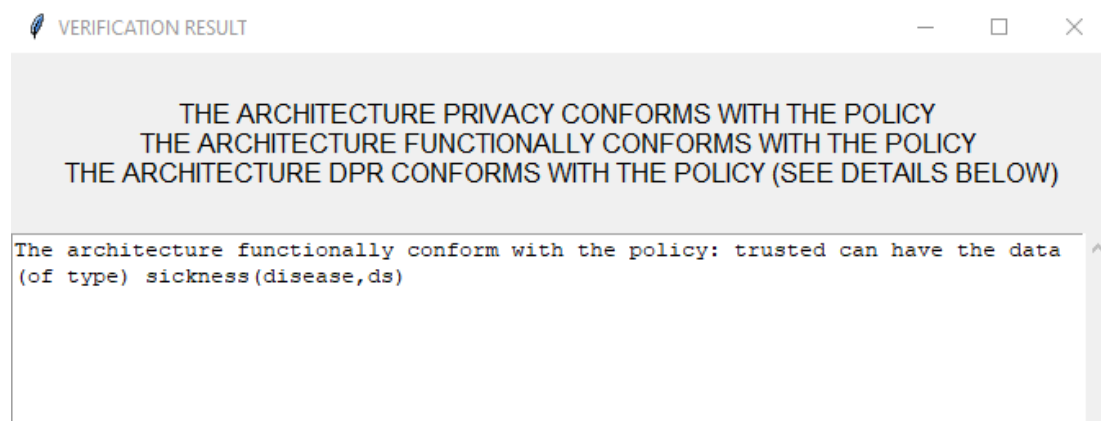 VERIFICATION RESULT
THE ARCHITECTURE PRIVACY CONFORMS WITH THE POLICY
THE ARCHITECTURE FUNCTIONALLY CONFORMS WITH THE POLICY
THE ARCHITECTURE DPR CONFORMS WITH THE POLICY (SEE DETAILS BELOW)
The architecture functionally conform with the policy: trusted can have the data
(of type) sickness(disease,ds)